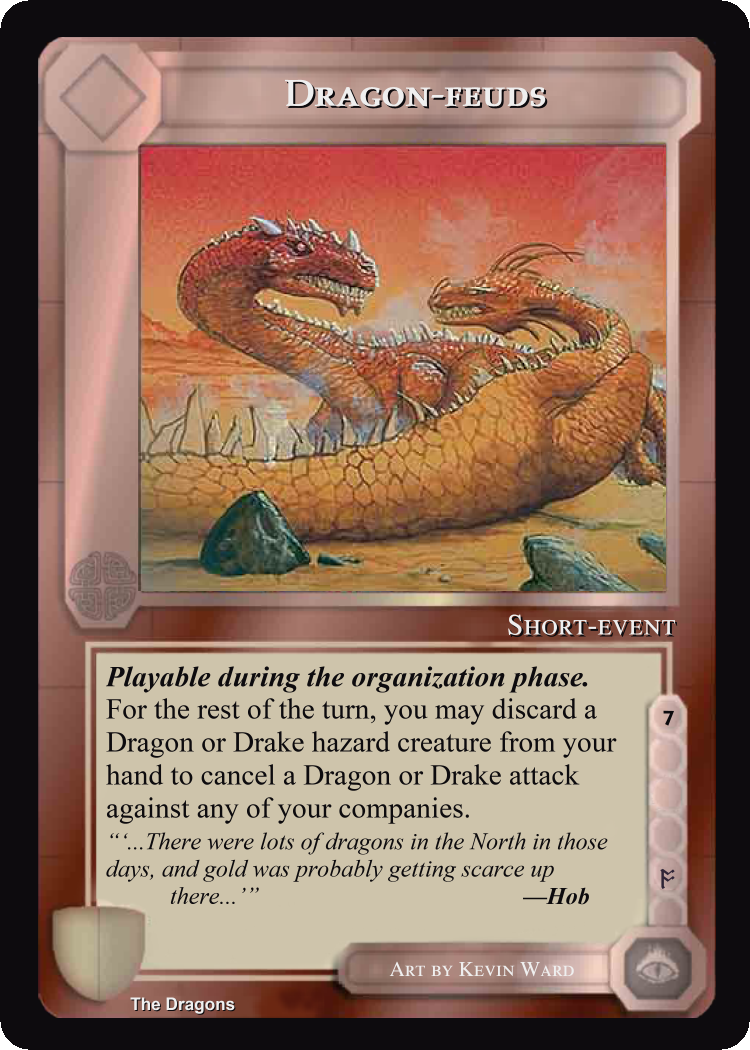 Dragon-feuds
Short-event
Playable during the organization phase.
For the rest of the turn, you may discard a
Dragon or Drake hazard creature from your
hand to cancel a Dragon or Drake attack
against any of your companies.
“‘...There were lots of dragons in the North in those
days, and gold was probably getting scarce up
there...’” —Hob
7
ᚩ
Art by Kevin Ward
The Dragons